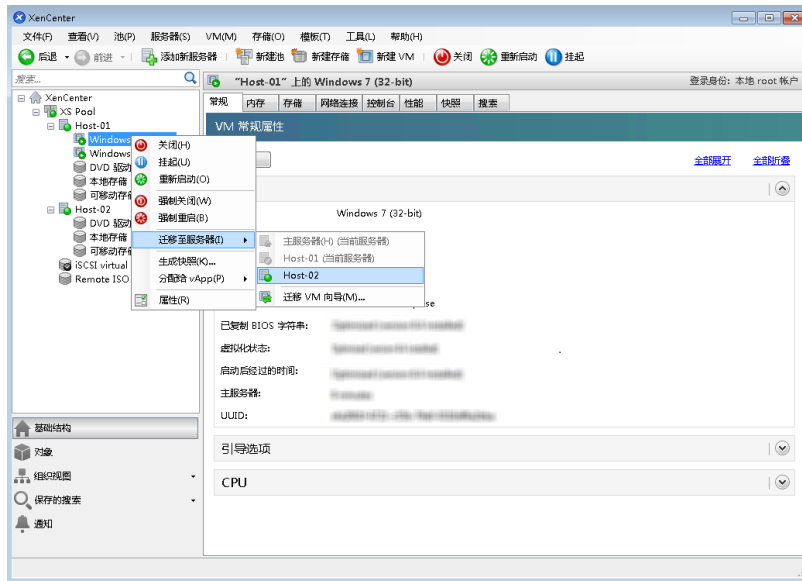 XenCenter
文件(F) 查看(V) 池(P) 服务器(S) VM(M) 存储(O) 模板(T) 工具(L) 帮助(H)
后退 前进 添加新服务器 新建池 新建存储 新建 VM 关闭 重新启动 挂起
搜索...
"Host-01" 上的 Windows 7 (32-bit)
登录身份: 本地 root 帐户
XenCenter
XS Pool
Host-01
Windows
Windows
DVD 驱动
本地存储
可移动存储
Host-02
DVD 驱动
本地存储
可移动存储
iSCSI virtual
Remote ISO
关闭(H)
挂起(U)
重新启动(O)
强制关闭(W)
强制重启(B)
迁移至服务器(I)
生成快照(K)...
分配给 vApp(P)
属性(R)
主服务器(H) (当前服务器)
Host-01 (当前服务器)
Host-02
迁移 VM 向导(M)...
常规 内存 存储 网络连接 控制台 性能 快照 搜索
VM 常规属性
全部展开 全部折叠
Windows 7 (32-bit)
se
已复制 BIOS 字符串:
虚拟化状态:
启动后经过的时间:
主服务器:
UUID:
引导选项
CPU
基础结构
对象
组织视图
保存的搜索
通知